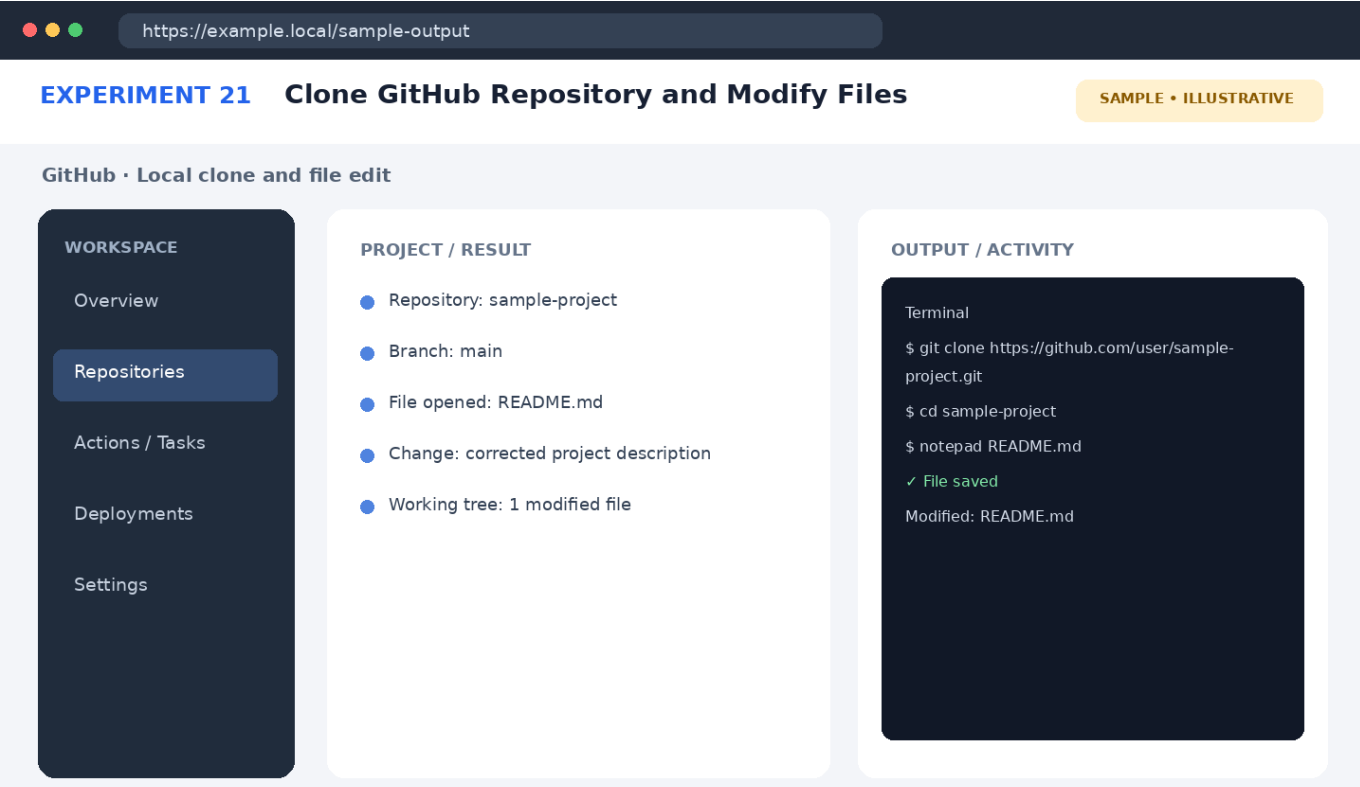 https://example.local/sample-output
EXPERIMENT 21 Clone GitHub Repository and Modify Files
SAMPLE • ILLUSTRATIVE
GitHub · Local clone and file edit
WORKSPACE
Overview
Repositories
Actions / Tasks
Deployments
Settings
PROJECT / RESULT
Repository: sample-project
Branch: main
File opened: README.md
Change: corrected project description
Working tree: 1 modified file
OUTPUT / ACTIVITY
Terminal
$ git clone https://github.com/user/sample-
project.git
$ cd sample-project
$ notepad README.md
✓ File saved
Modified: README.md